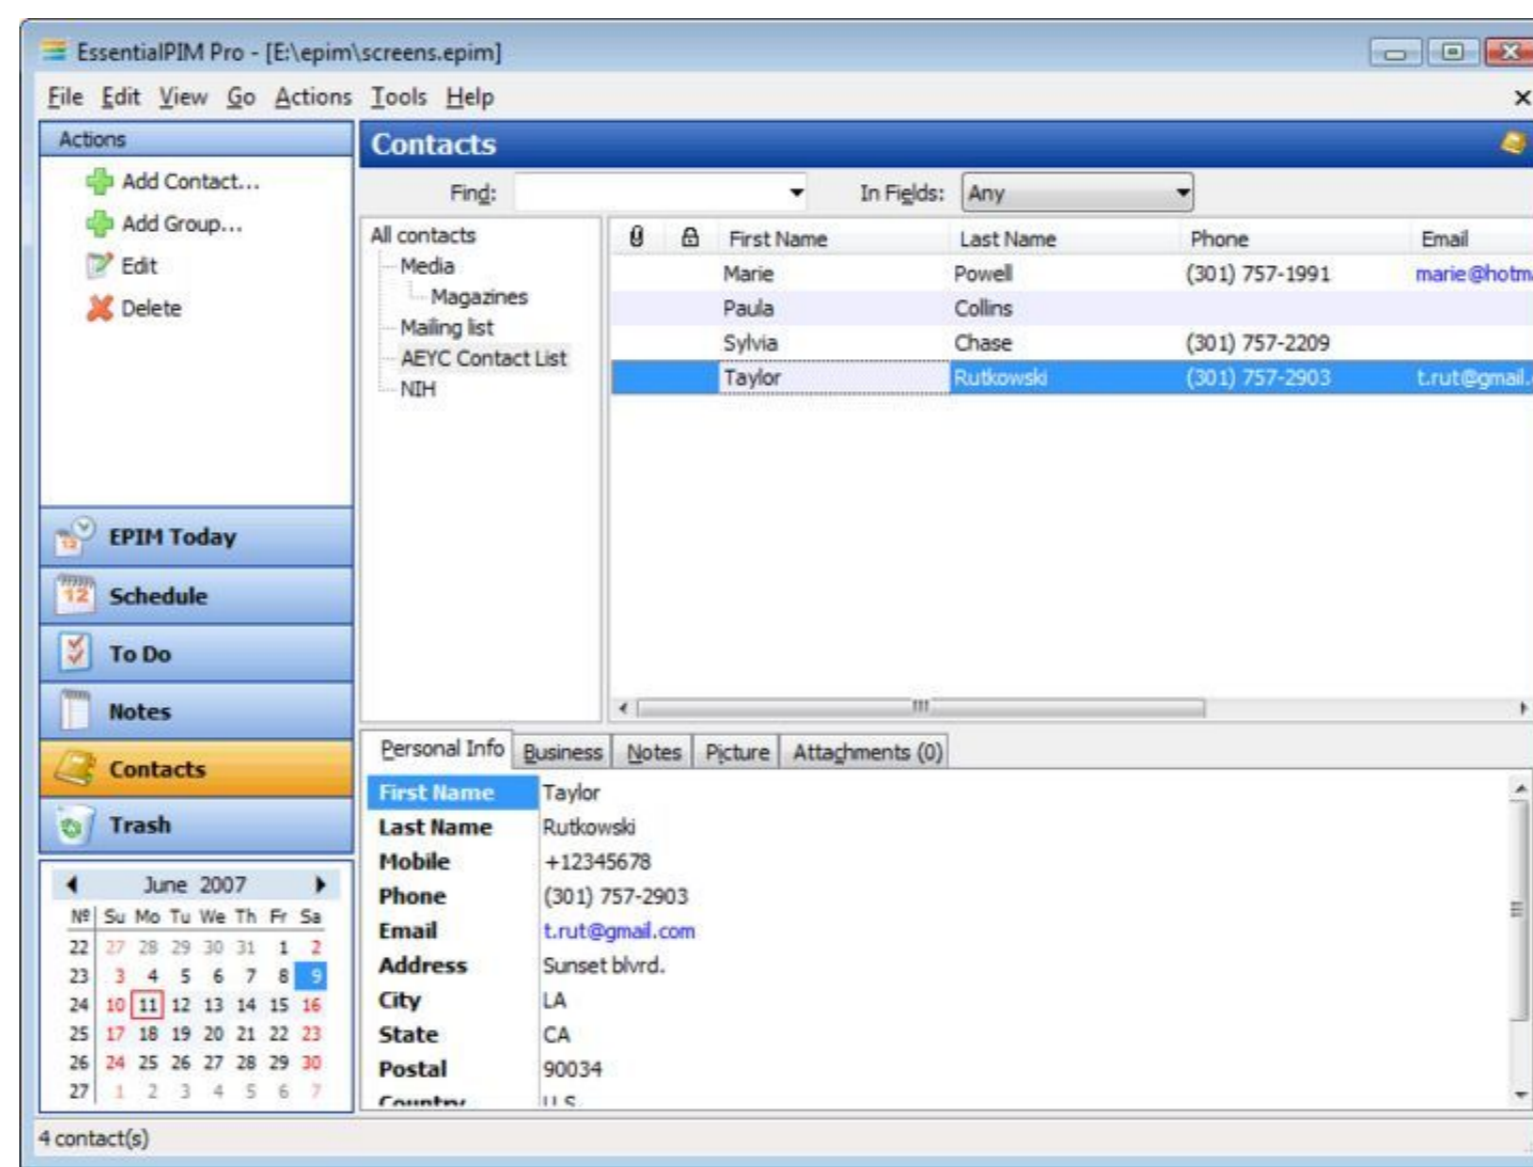 EssentialPIM Pro - [E:\epim\screens.epim]
File Edit View Go Actions Tools Help
Actions
Add Contact...
Add Group...
Edit
Delete
EPIM Today
12
Schedule
To Do
Notes
Contacts
Trash
June 2007
Nº Su Mo Tu We Th Fr Sa
22 27 28 29 30 31 1 2
23 3 4 5 6 7 8 9
24 10 11 12 13 14 15 16
25 17 18 19 20 21 22 23
26 24 25 26 27 28 29 30
27 1 2 3 4 5 6 7
Contacts
Find: In Fields: Any
All contacts
Media
Magazines
Mailing list
AEYC Contact List
NIH
First Name Last Name Phone Email
Marie Powell (301) 757-1991 marie@hotm
Paula Collins
Sylvia Chase (301) 757-2209
Taylor Rutkowski (301) 757-2903 t.rut@gmail.
Personal Info Business Notes Picture Attachments (0)
First Name Taylor
Last Name Rutkowski
Mobile +12345678
Phone (301) 757-2903
Email t.rut@gmail.com
Address Sunset blvrd.
City LA
State CA
Postal 90034
Country U.S.
4 contact(s)